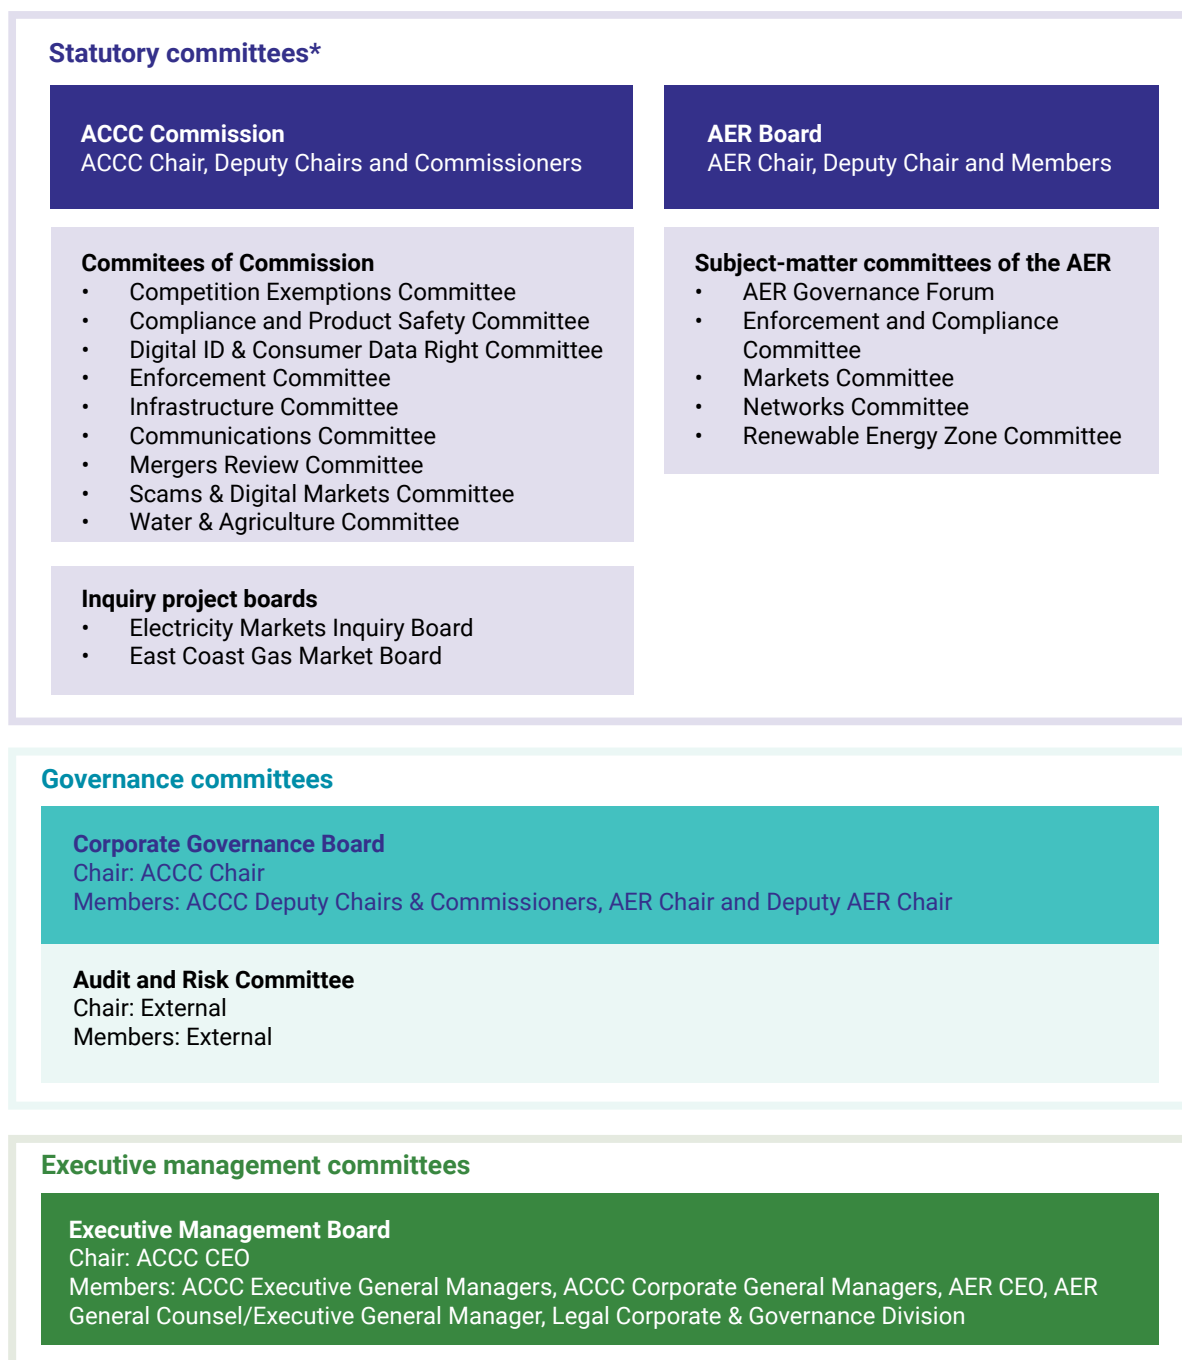 Statutory committees*
ACCC Commission
ACCC Chair, Deputy Chairs and Commissioners
AER Board
AER Chair, Deputy Chair and Members
Commitees of Commission
• Competition Exemptions Committee
• Compliance and Product Safety Committee
• Digital ID & Consumer Data Right Committee
• Enforcement Committee
• Infrastructure Committee
• Communications Committee
• Mergers Review Committee
• Scams & Digital Markets Committee
• Water & Agriculture Committee
Subject-matter committees of the AER
• AER Governance Forum
• Enforcement and Compliance
Committee
• Markets Committee
• Networks Committee
• Renewable Energy Zone Committee
Inquiry project boards
• Electricity Markets Inquiry Board
• East Coast Gas Market Board
Governance committees
Corporate Governance Board
Chair: ACCC Chair
Members: ACCC Deputy Chairs & Commissioners, AER Chair and Deputy AER Chair
Audit and Risk Committee
Chair: External
Members: External
Executive management committees
Executive Management Board
Chair: ACCC CEO
Members: ACCC Executive General Managers, ACCC Corporate General Managers, AER CEO, AER
General Counsel/Executive General Manager, Legal Corporate & Governance Division